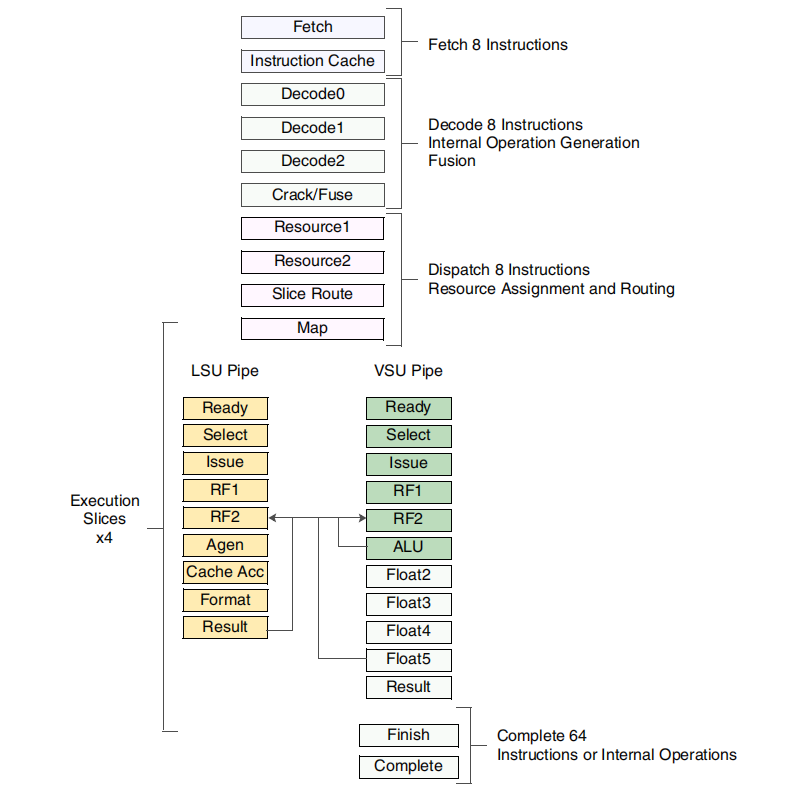 Fetch
Instruction Cache
Fetch 8 Instructions
Decode0
Decode1
Decode2
Crack/Fuse
Decode 8 Instructions
Internal Operation Generation
Fusion
Resource1
Resource2
Slice Route
Map
Dispatch 8 Instructions
Resource Assignment and Routing
Execution
Slices
x4
LSU Pipe
Ready
Select
Issue
RF1
RF2
Agen
Cache Acc
Format
Result
VSU Pipe
Ready
Select
Issue
RF1
RF2
ALU
Float2
Float3
Float4
Float5
Result
Finish
Complete
Complete 64
Instructions or Internal Operations